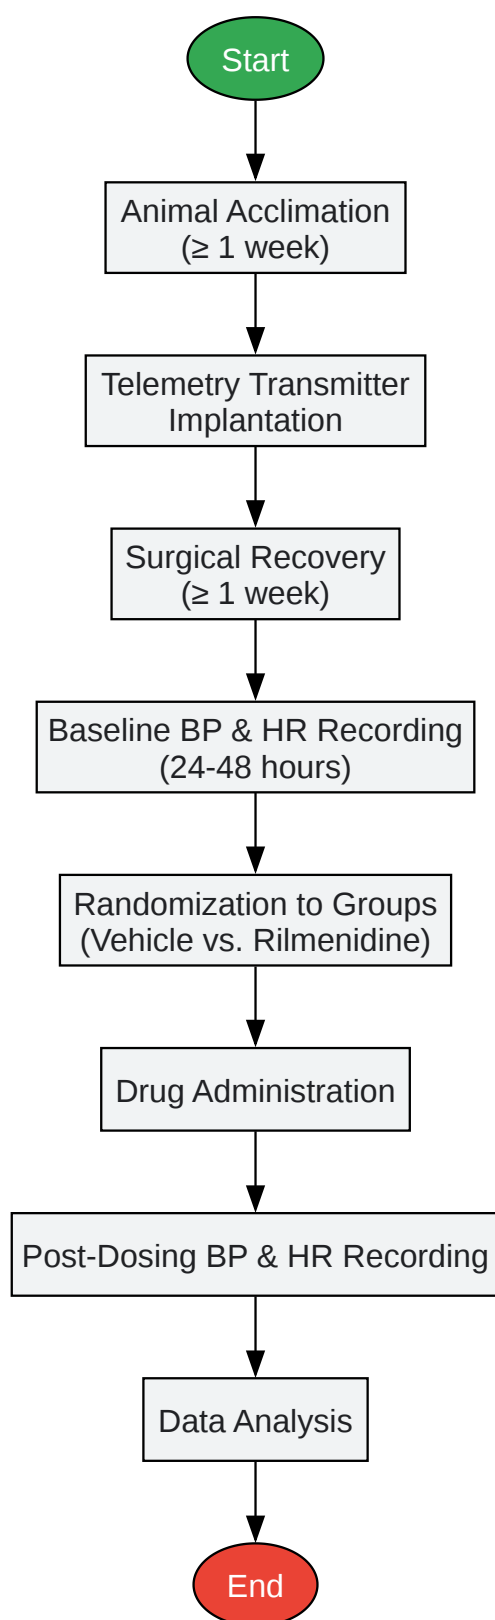 Start
Animal Acclimation
(≥ 1 week)
Telemetry Transmitter
Implantation
Surgical Recovery
(≥ 1 week)
Baseline BP & HR Recording
(24-48 hours)
Randomization to Groups
(Vehicle vs. Rilmenidine)
Drug Administration
Post-Dosing BP & HR Recording
Data Analysis
End